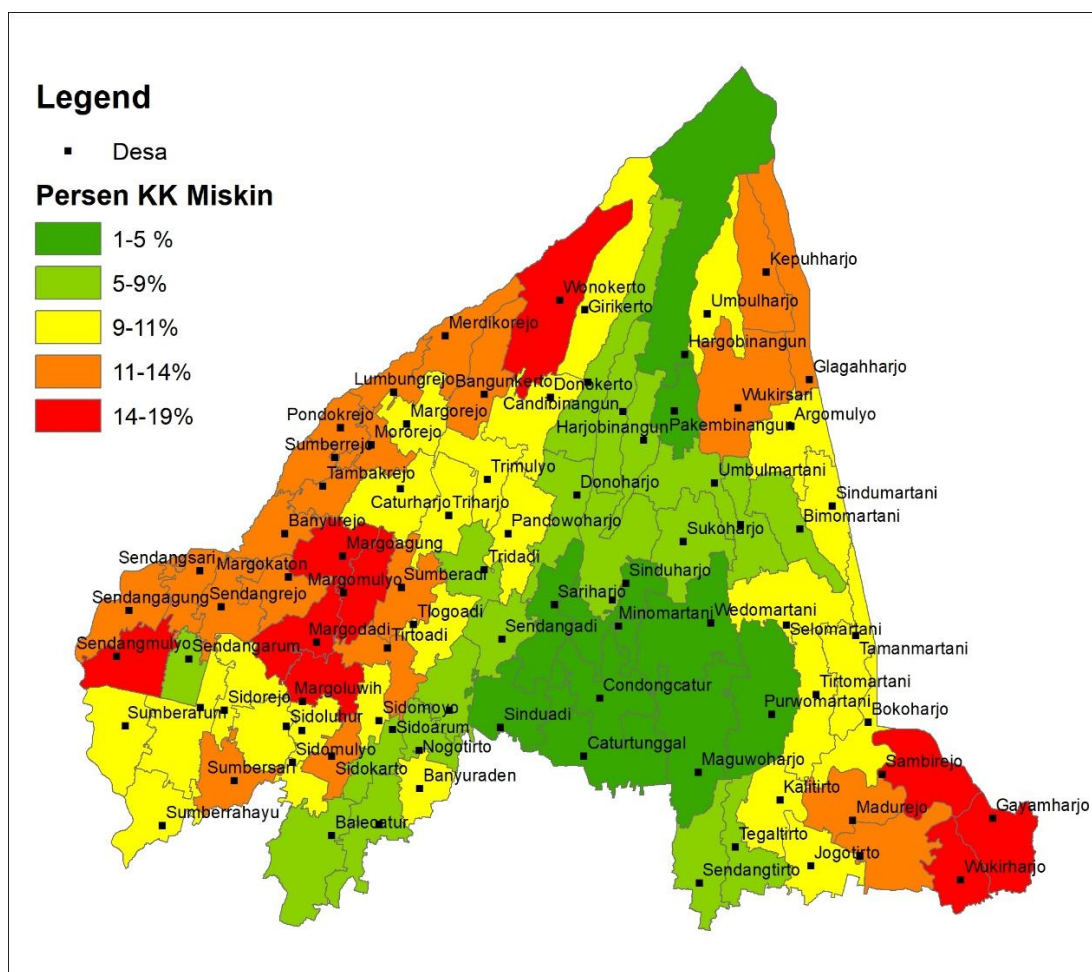 Legend
Desa
Persen KK Miskin
1-5 %
5-9%
9-11%
11-14%
14-19%
Kepuhharjo
Wonokerto
Girikerto
Umbulharjo
Merdikorejo
Hargobinangun
Glagahharjo
Lumbungrejo
Bangunkerto
Donokerto
Wukirsari
Candibinangun
Margorejo
Pondokrejo
Harjobinangun
Pakembinangun
Argomulyo
Mororejo
Sumberrejo
Tambakrejo
Trimulyo
Umbulmartani
Caturharjo
Triharjo
Donoharjo
Sindumartani
Banyurejo
Pandowoharjo
Sukoharjo
Bimomartani
Margoagung
Sendangsari
Margokaton
Tridadi
Sinduharjo
Margomulyo
Sumberadi
Sendangagung
Sendangrejo
Sariharjo
Tlogoadi
Minomartani
Wedomartani
Sendangadi
Selomartani
Sendangmulyo
Sendangarum
Margodadi
Tirtoadi
Tamanmartani
Margoluwih
Condongcatur
Tirtomartani
Sidorejo
Sidomoyo
Purwomartani
Sumberarum
Sidoluhur
Sidoarum
Sinduadi
Bokoharjo
Sidomulyo
Nogotirto
Caturtunggal
Maguwoharjo
Sambirejo
Sumbersari
Sidokarto
Banyuraden
Kalitirto
Madurejo
Gayamharjo
Sumberrahayu
Balecatur
Tegaltirto
Jogotirto
Wukirharjo
Sendangtirto